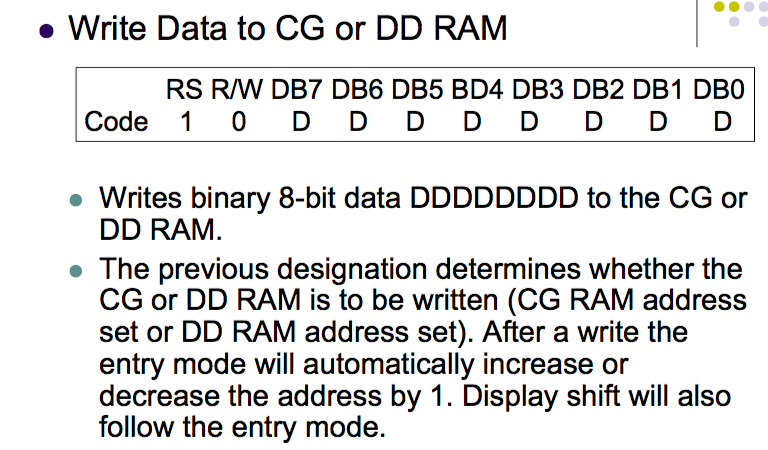 Write Data to CG or DD RAM
RS R/W DB7 DB6 DB5 BD4 DB3 DB2 DB1 DB0
Code 1 0 D D D D D D D D
Writes binary 8-bit data DDDDDDDD to the CG or
DD RAM.
The previous designation determines whether the
CG or DD RAM is to be written (CG RAM address
set or DD RAM address set). After a write the
entry mode will automatically increase or
decrease the address by 1. Display shift will also
follow the entry mode.